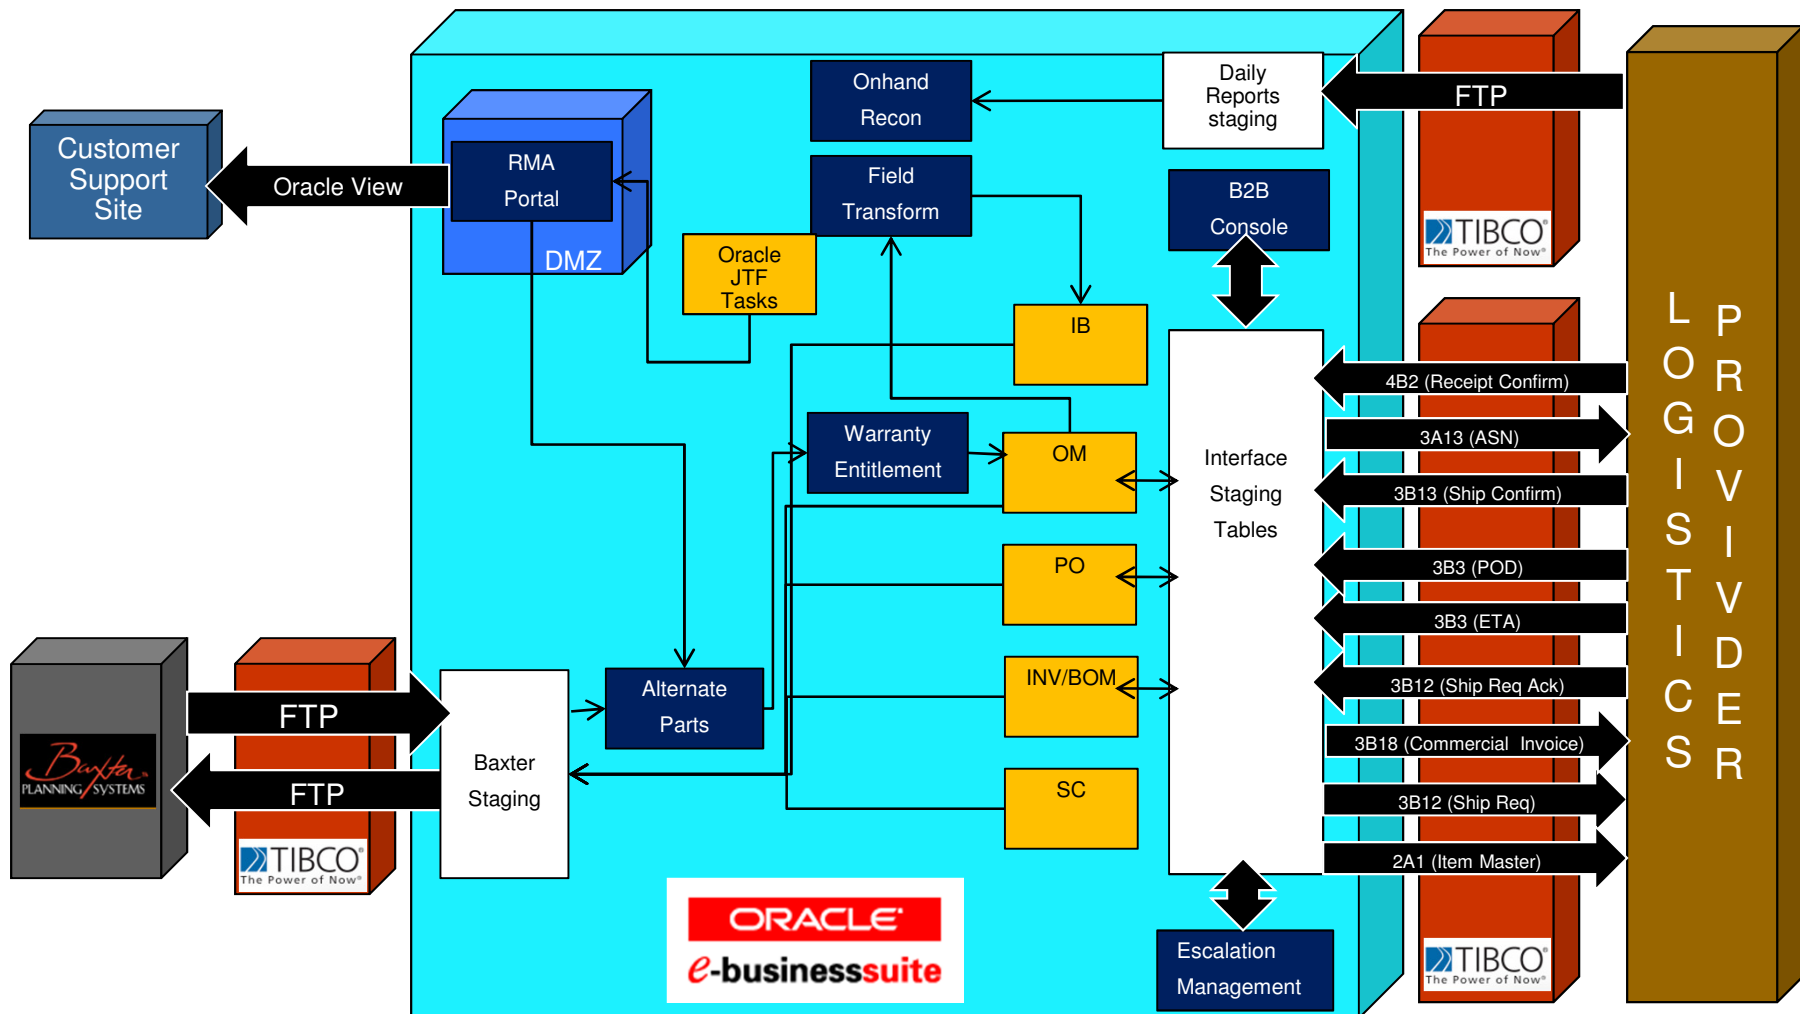 Customer
Support
Site
Oracle View
RMA
Portal
DMZ
Oracle
JTF
Tasks
Onhand
Recon
Field
Transform
Daily
Reports
staging
B2B
Console
FTP
TIBCO®
The Power of Now®
IB
Warranty
Entitlement
OM
PO
INV/BOM
SC
Interface
Staging
Tables
4B2 (Receipt Confirm)
3A13 (ASN)
3B13 (Ship Confirm)
3B3 (POD)
3B3 (ETA)
3B12 (Ship Req Ack)
3B18 (Commercial Invoice)
3B12 (Ship Req)
2A1 (Item Master)
TIBCO®
The Power of Now®
LOGISTICS
PROVIVDER
Baxter
PLANNING SYSTEMS
FTP
FTP
TIBCO®
The Power of Now®
Baxter
Staging
Alternate
Parts
Escalation
Management
ORACLE®
e-businesssuite